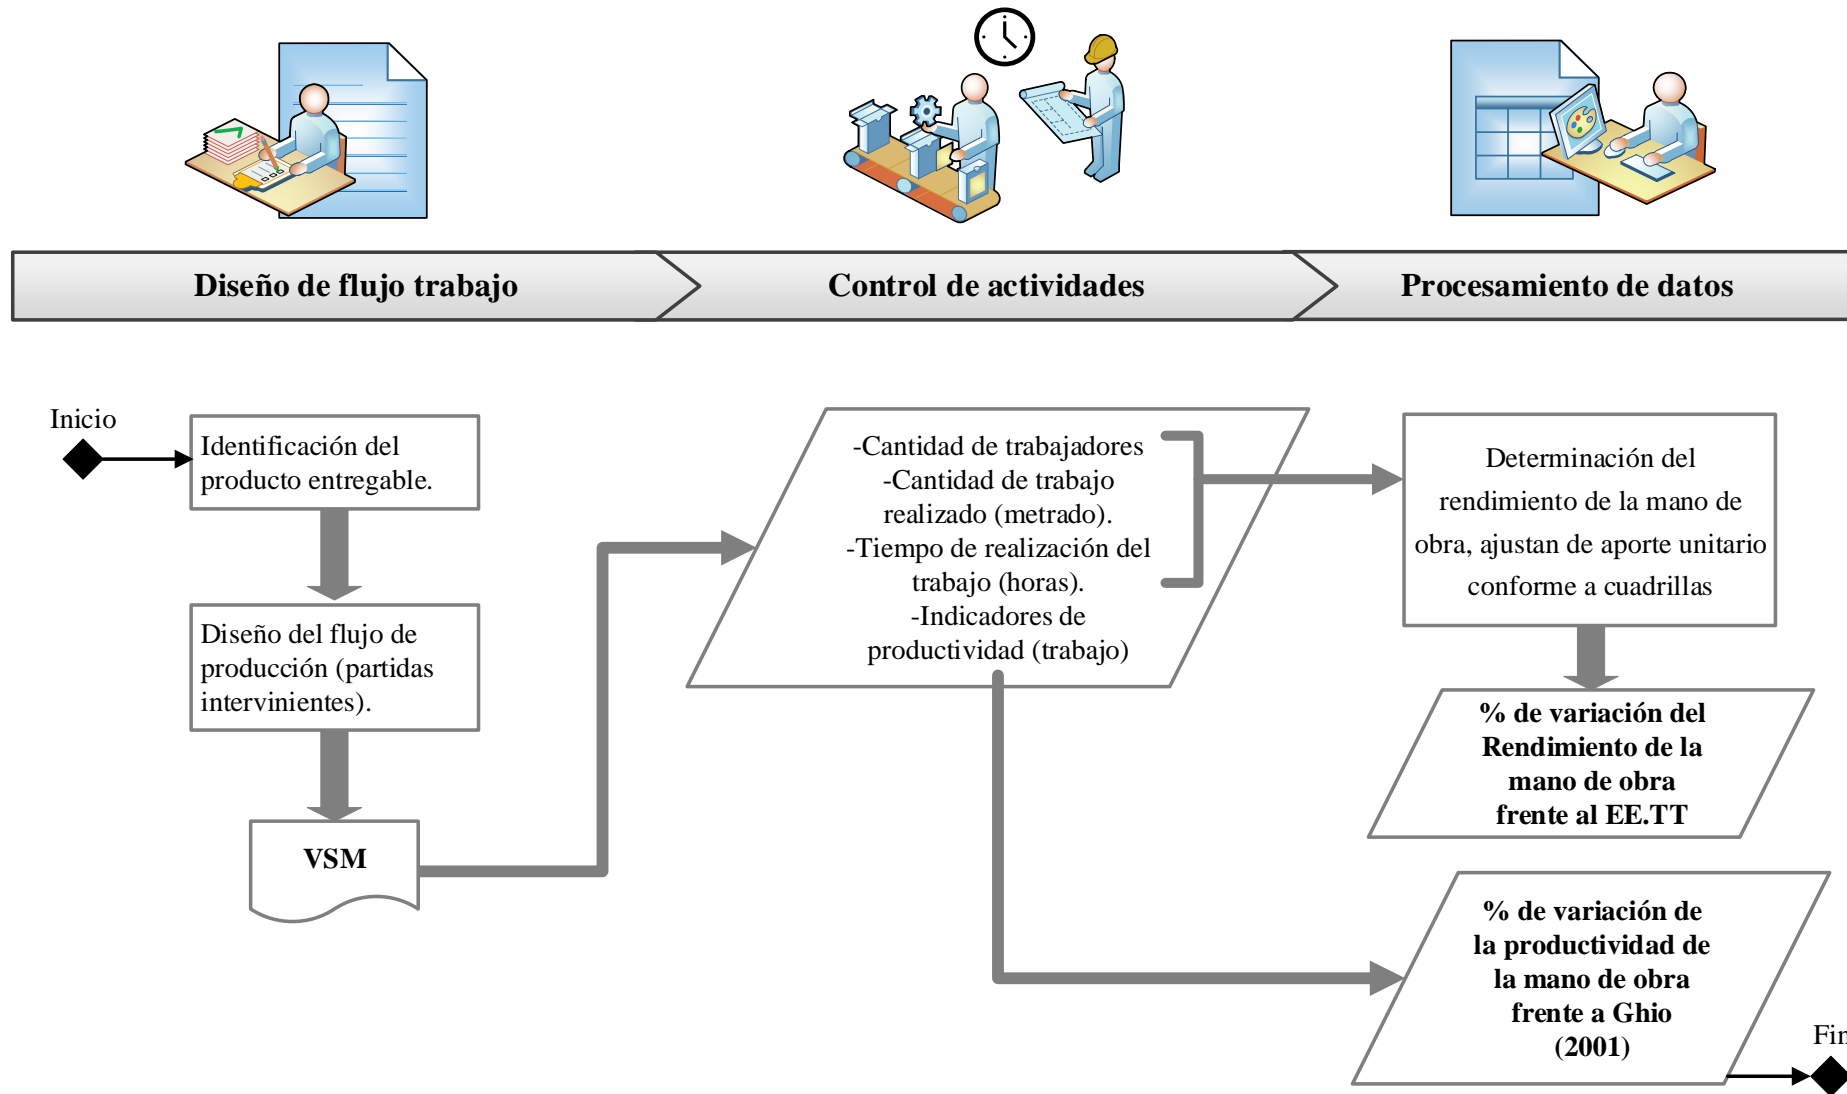 Diseño de flujo trabajo
Control de actividades
Procesamiento de datos
Inicio
Identificación del
producto entregable.
Diseño del flujo de
producción (partidas
intervinientes).
VSM
-Cantidad de trabajadores
-Cantidad de trabajo
realizado (metrado).
-Tiempo de realización del
trabajo (horas).
-Indicadores de
productividad (trabajo)
Determinación del
rendimiento de la mano de
obra, ajustan de aporte unitario
conforme a cuadrillas
% de variación del
Rendimiento de la
mano de obra
frente al EE.TT
% de variación de
la productividad de
la mano de obra
frente a Ghio
(2001)
Fin